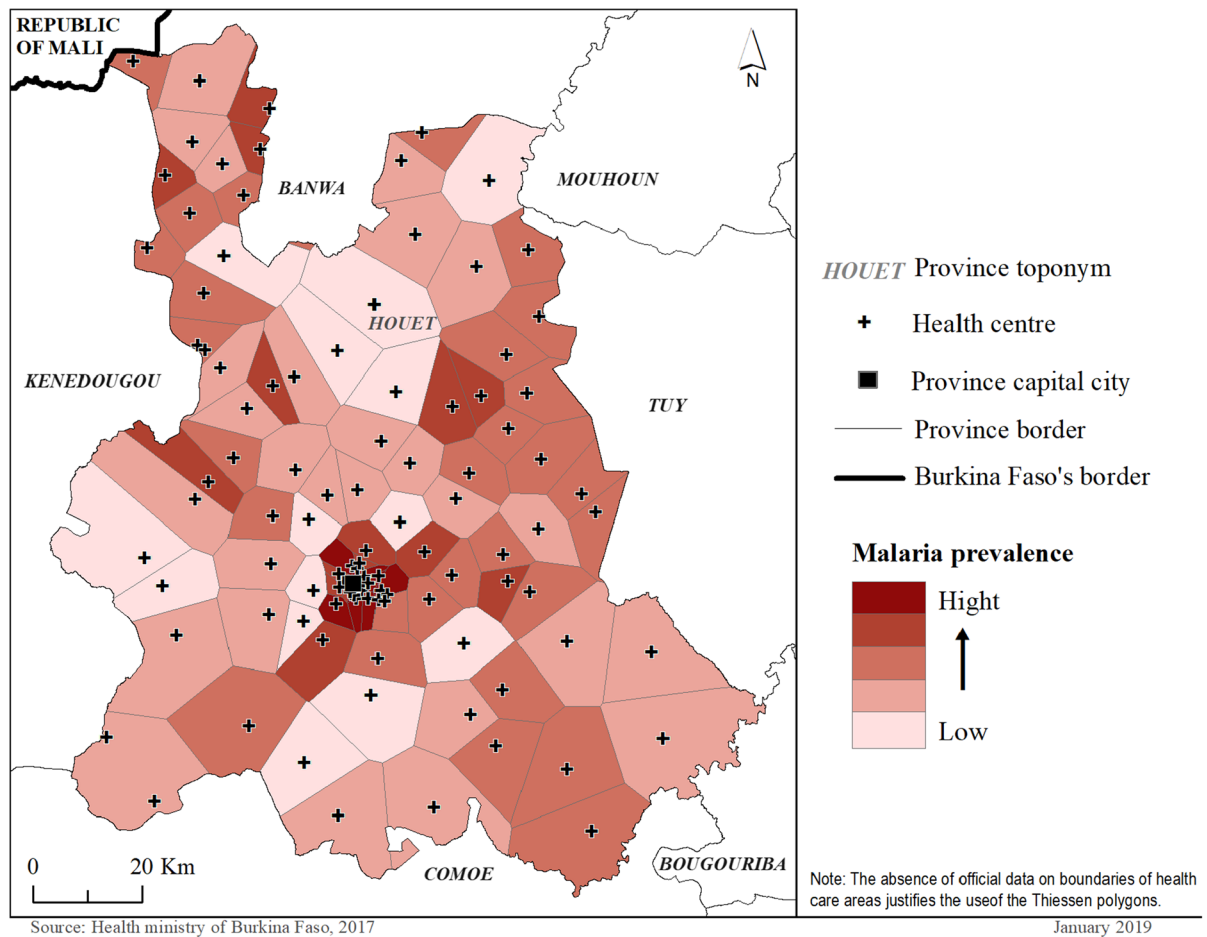 REPUBLIC
OF MALI
N
BANWA
MOUHOUN
HOUET
KENEDOUGOU
TUY
COMOE
BOUGOURIBA
0 20 Km
HOUET Province toponym
Health centre
Province capital city
Province border
Burkina Faso's border
Malaria prevalence
Hight
Low
Note: The absence of official data on boundaries of health
care areas justifies the useof the Thiessen polygons.
Source: Health ministry of Burkina Faso, 2017
January 2019